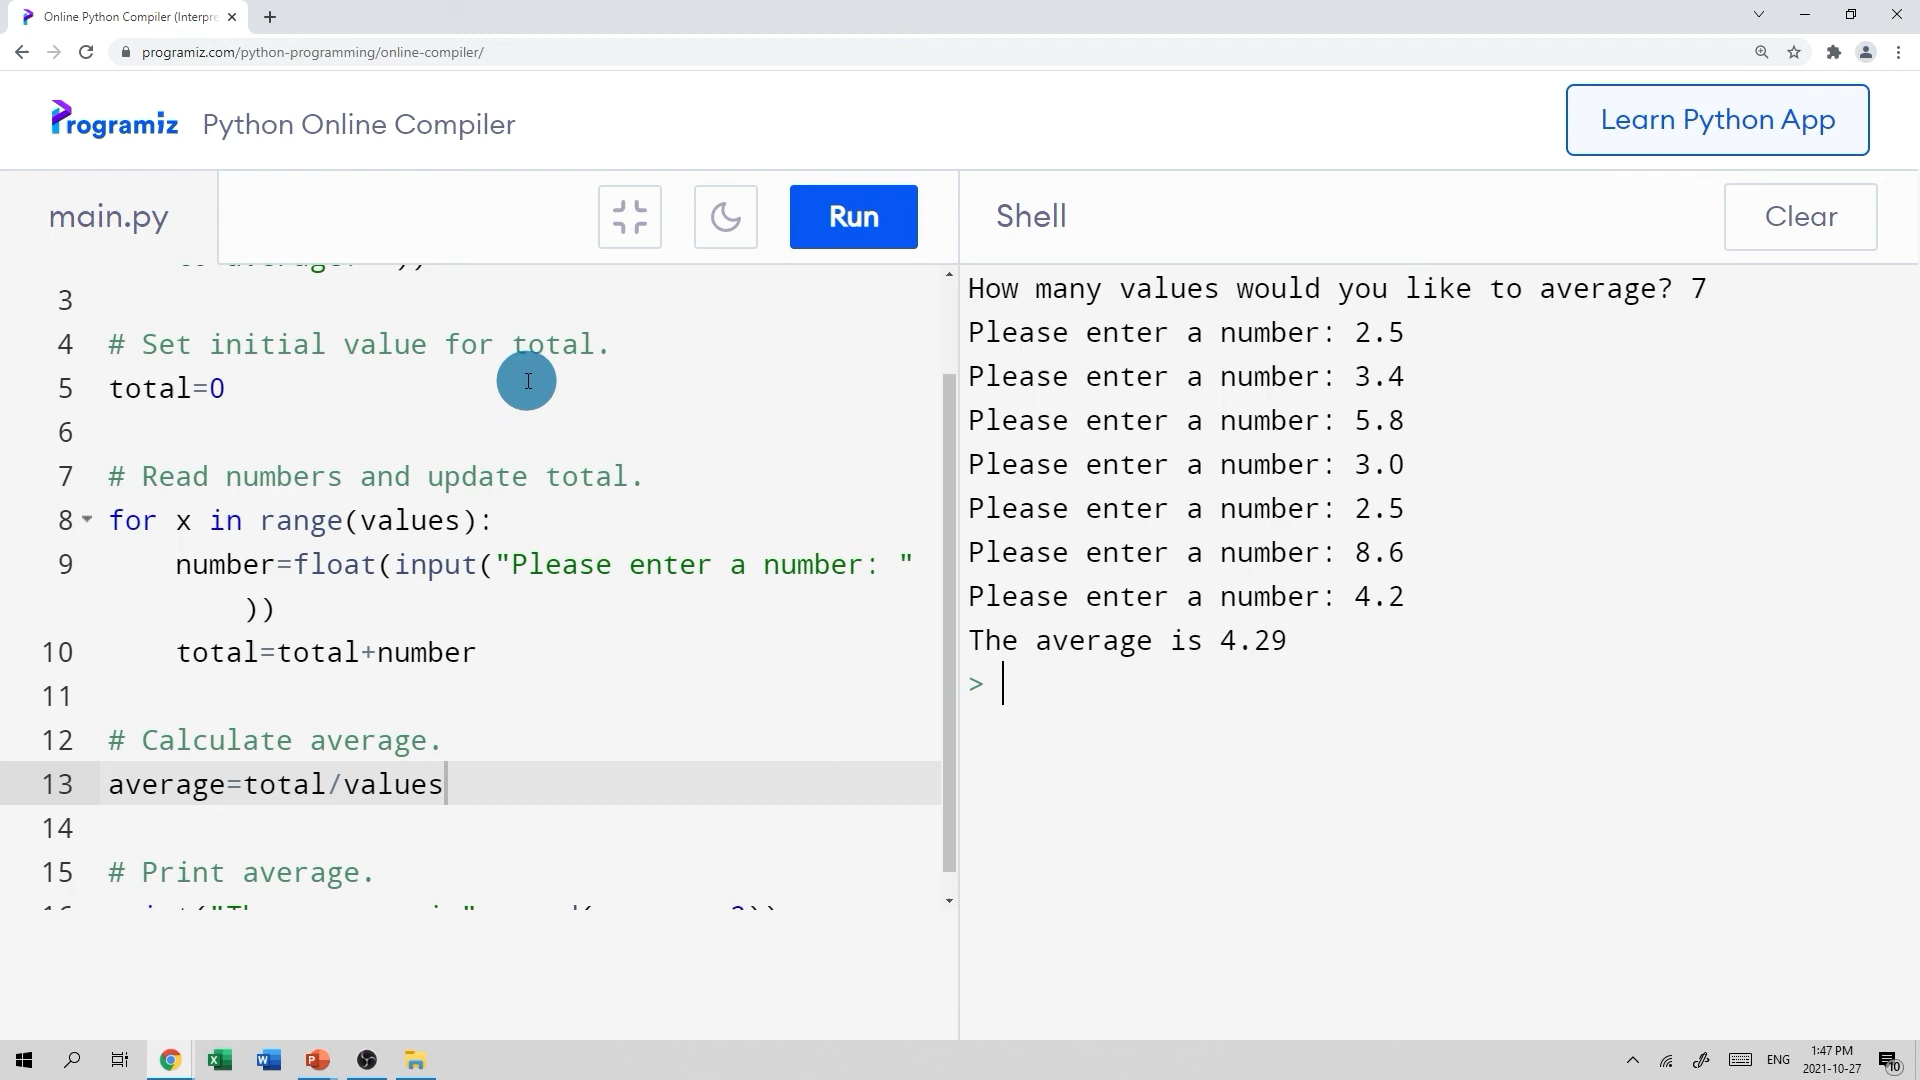 Online Python Compiler (Interpre
programiz.com/python-programming/online-compiler/
Programiz
Python Online Compiler
Learn Python App
main.py
Run
Shell
Clear
3
4 # Set initial value for total.
5 total=0
6
7 # Read numbers and update total.
8 for x in range(values):
9 number=float(input("Please enter a number: "
))
10 total=total+number
11
12 # Calculate average.
13 average=total/values
14
15 # Print average.
How many values would you like to average? 7
Please enter a number: 2.5
Please enter a number: 3.4
Please enter a number: 5.8
Please enter a number: 3.0
Please enter a number: 2.5
Please enter a number: 8.6
Please enter a number: 4.2
The average is 4.29
>
ENG
1:47 PM
2021-10-27
10